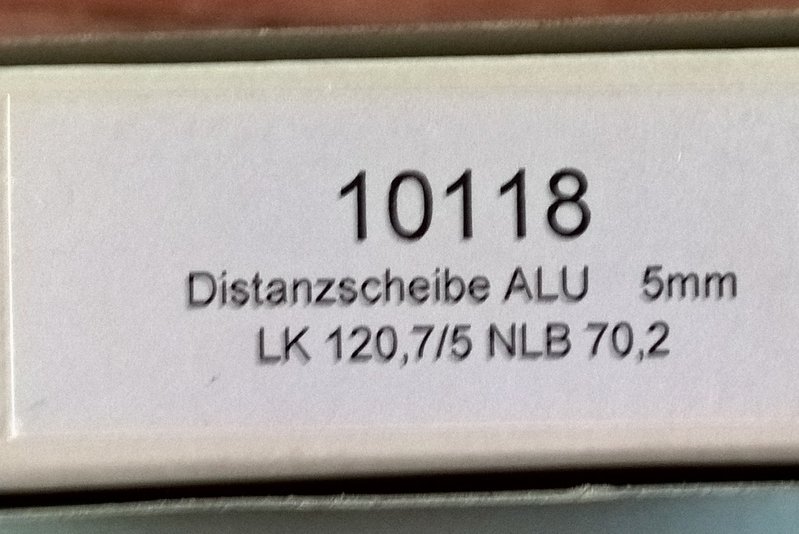 10118
Distanzscheibe ALU 5mm
LK 120,7/5 NLB 70,2